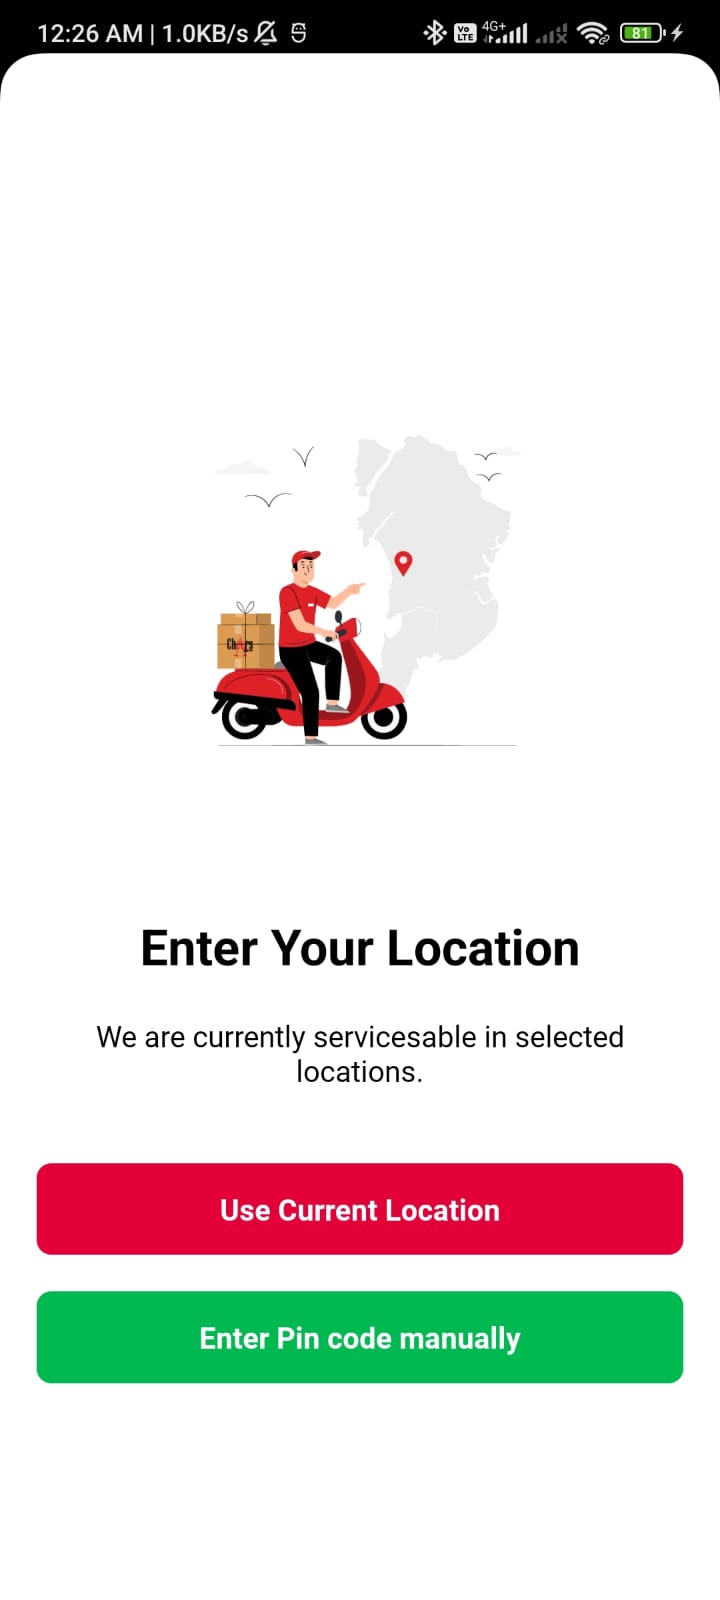 12:26 AM | 1.0KB/s
Vo LTE 4G+ 81
Enter Your Location
We are currently servicesable in selected
locations.
Use Current Location
Enter Pin code manually